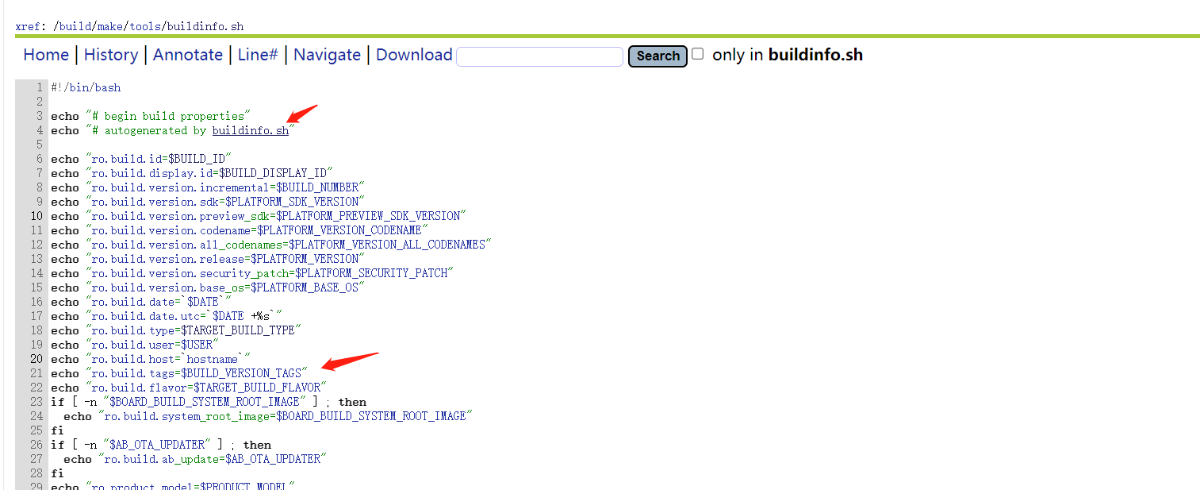 xref: /build/make/tools/buildinfo.sh
Home | History | Annotate | Line# | Navigate | Download Search only in buildinfo.sh
1 #!/bin/bash
2
3 echo "# begin build properties"
4 echo "# autogenerated by buildinfo.sh"
5
6 echo "ro.build.id=$BUILD_ID"
7 echo "ro.build.display.id=$BUILD_DISPLAY_ID"
8 echo "ro.build.version.incremental=$BUILD_NUMBER"
9 echo "ro.build.version.sdk=$PLATFORM_SDK_VERSION"
10 echo "ro.build.version.preview_sdk=$PLATFORM_PREVIEW_SDK_VERSION"
11 echo "ro.build.version.codename=$PLATFORM_VERSION_CODENAME"
12 echo "ro.build.version.all_codenames=$PLATFORM_VERSION_ALL_CODENAMES"
13 echo "ro.build.version.release=$PLATFORM_VERSION"
14 echo "ro.build.version.security_patch=$PLATFORM_SECURITY_PATCH"
15 echo "ro.build.version.base_os=$PLATFORM_BASE_OS"
16 echo "ro.build.date=`$DATE`"
17 echo "ro.build.date.utc=`$DATE +%s`"
18 echo "ro.build.type=$TARGET_BUILD_TYPE"
19 echo "ro.build.user=$USER"
20 echo "ro.build.host=`hostname`"
21 echo "ro.build.tags=$BUILD_VERSION_TAGS"
22 echo "ro.build.flavor=$TARGET_BUILD_FLAVOR"
23 if [ -n "$BOARD_BUILD_SYSTEM_ROOT_IMAGE" ] ; then
24 echo "ro.build.system_root_image=$BOARD_BUILD_SYSTEM_ROOT_IMAGE"
25 fi
26 if [ -n "$AB_OTA_UPDATER" ] ; then
27 echo "ro.build.ab_update=$AB_OTA_UPDATER"
28 fi
29 echo "ro.product.model=$PRODUCT_MODEL"